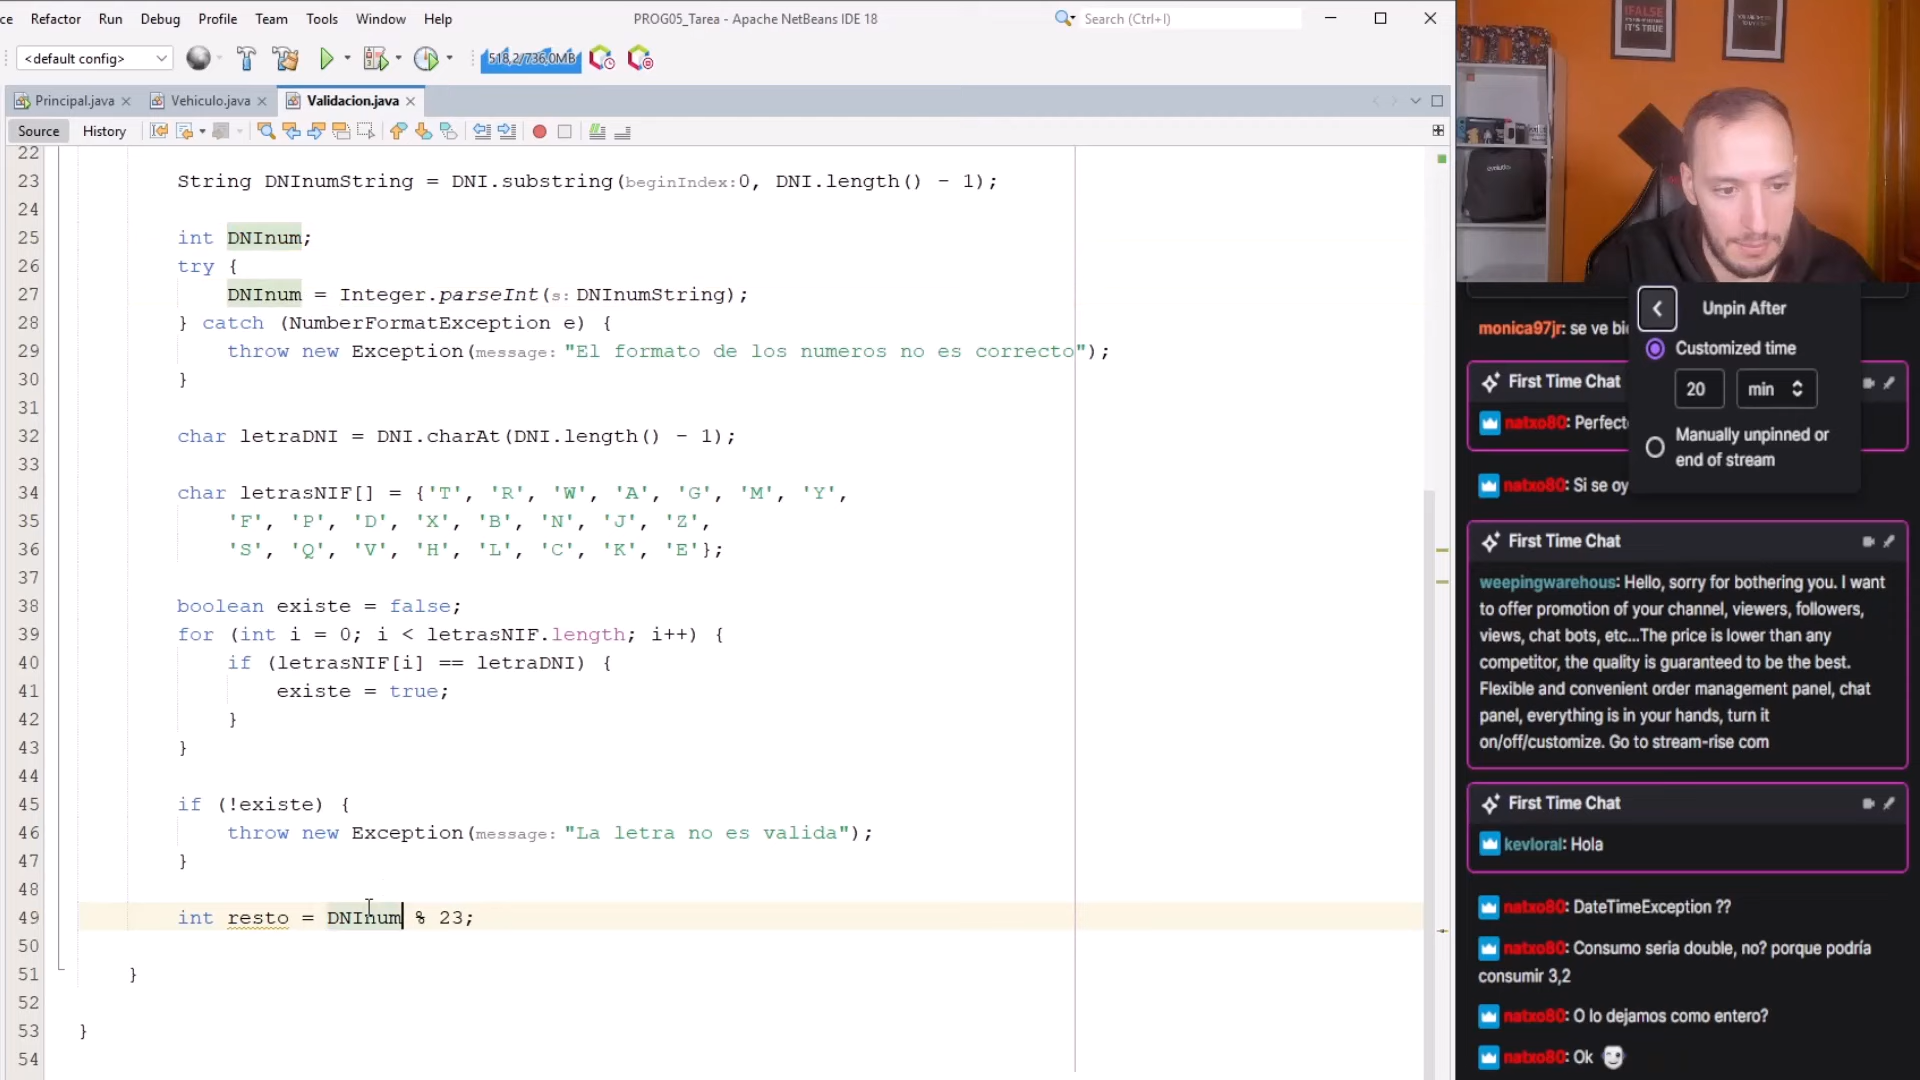 ce Refactor Run Debug Profile Team Tools Window Help
PROG05_Tarea - Apache NetBeans IDE 18
Search (Ctrl+I)
<default config>
518,2/736,0MB
Principal.java
Vehiculo.java
Validacion.java
Source History
22
23 String DNInumString = DNI.substring(beginIndex:0, DNI.length() - 1);
24
25 int DNInum;
26 try {
27 DNInum = Integer.parseInt(s:DNInumString);
28 } catch (NumberFormatException e) {
29 throw new Exception(message:"El formato de los numeros no es correcto");
30 }
31
32 char letraDNI = DNI.charAt(DNI.length() - 1);
33
34 char letrasNIF[] = {'T', 'R', 'W', 'A', 'G', 'M', 'Y',
35 'F', 'P', 'D', 'X', 'B', 'N', 'J', 'Z',
36 'S', 'Q', 'V', 'H', 'L', 'C', 'K', 'E'};
37
38 boolean existe = false;
39 for (int i = 0; i < letrasNIF.length; i++) {
40 if (letrasNIF[i] == letraDNI) {
41 existe = true;
42 }
43 }
44
45 if (!existe) {
46 throw new Exception(message:"La letra no es valida");
47 }
48
49 int resto = DNInum % 23;
50
51 }
52
53 }
54
!FALSE
IT'S TRUE
Unpin After
monica97jr: se ve bi
Customized time
20 min
First Time Chat
natxo80: Perfect
Manually unpinned or
end of stream
natxo80: Si se oy
First Time Chat
weepingwarehous: Hello, sorry for bothering you. I want
to offer promotion of your channel, viewers, followers,
views, chat bots, etc...The price is lower than any
competitor, the quality is guaranteed to be the best.
Flexible and convenient order management panel, chat
panel, everything is in your hands, turn it
on/off/customize. Go to stream-rise com
First Time Chat
kevloral: Hola
natxo80: DateTimeException ??
natxo80: Consumo seria double, no? porque podría
consumir 3,2
natxo80: O lo dejamos como entero?
natxo80: Ok